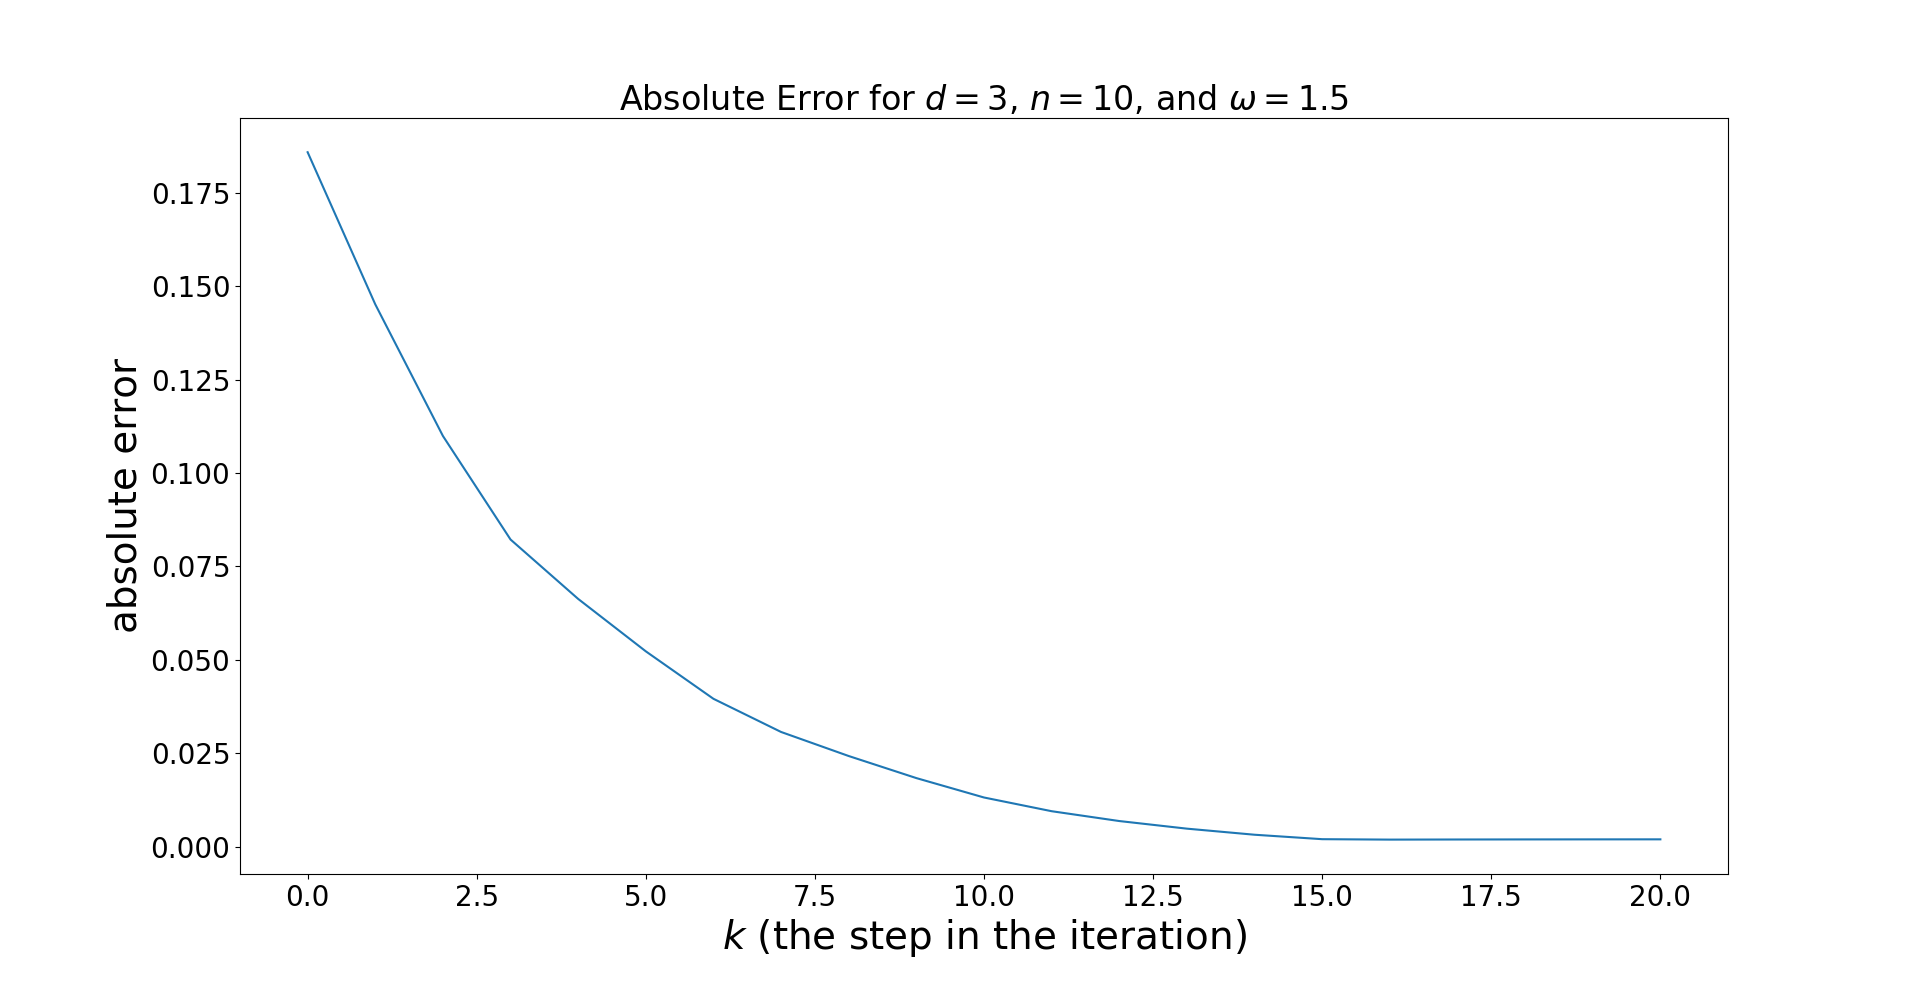 Absolute Error for d = 3, n = 10, and ω = 1.5
absolute error
0.175
0.150
0.125
0.100
0.075
0.050
0.025
0.000
0.0 2.5 5.0 7.5 10.0 12.5 15.0 17.5 20.0
k (the step in the iteration)